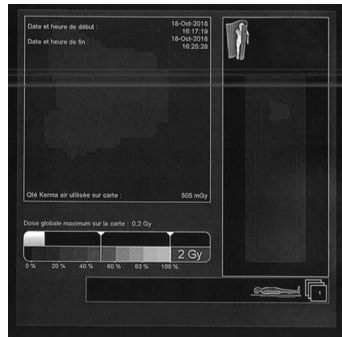 Date et heure de début : 18-Oct-2018
16:17:19
Date et heure de fin : 18-Oct-2018
16:25:28
Qté Kerma air utilisée sur carte : 505 mGy
Dose globale maximum sur la carte : 0.2 Gy
2 Gy
0 % 20 % 40 % 60 % 80 % 100 %
1